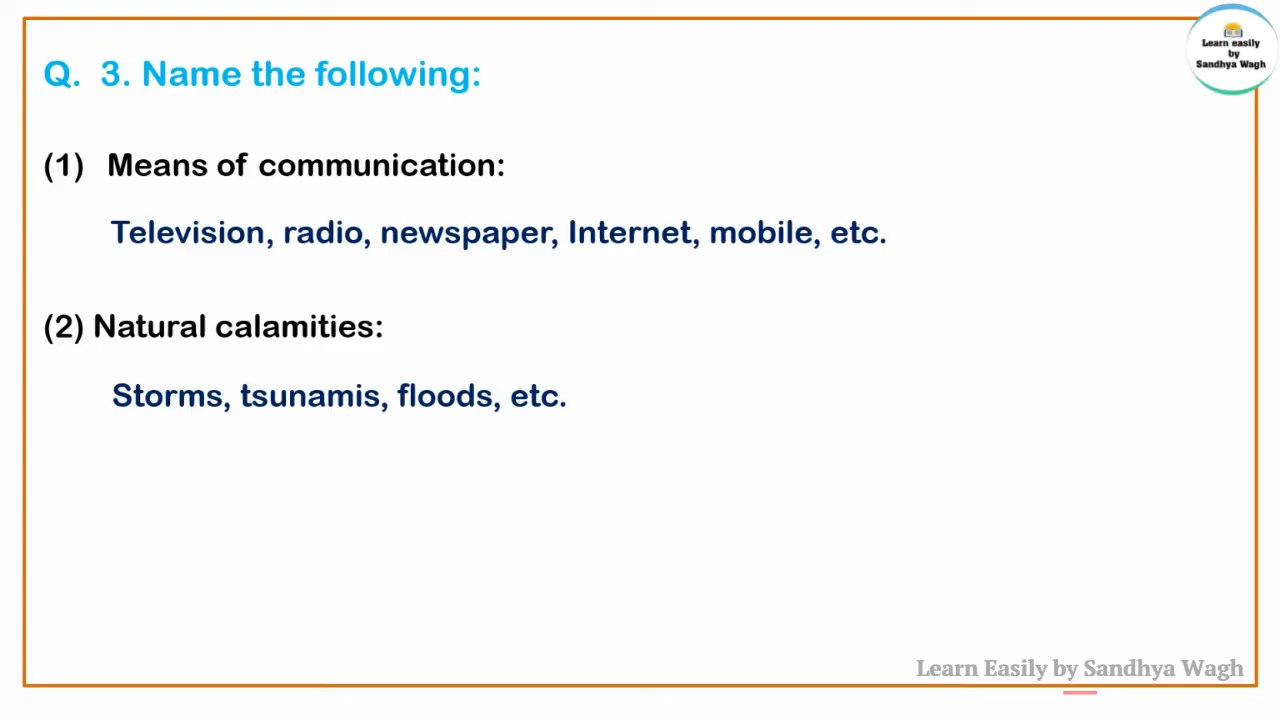 Learn easily
by
Sandhya Wagh
Q. 3. Name the following:
(1) Means of communication:
Television, radio, newspaper, Internet, mobile, etc.
(2) Natural calamities:
Storms, tsunamis, floods, etc.
Learn Easily by Sandhya Wagh